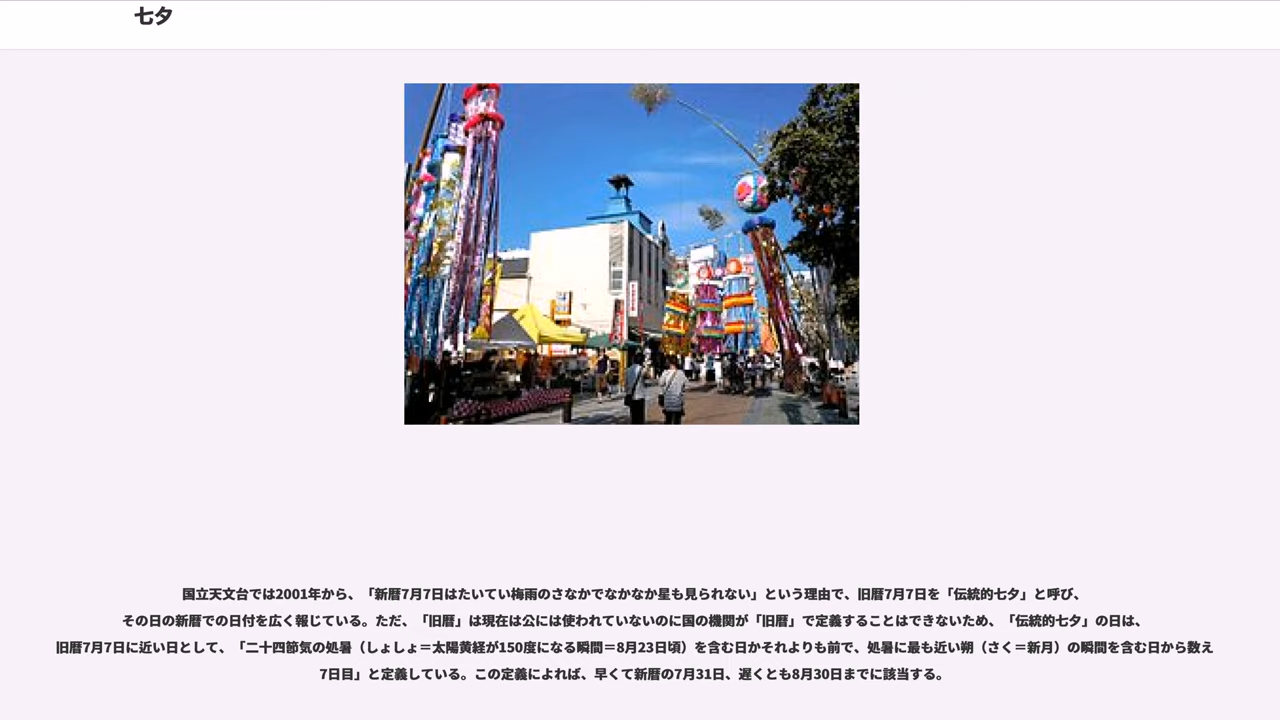 七夕
国立天文台では2001年から、「新暦7月7日はたいてい梅雨のさなかでなかなか星も見られない」という理由で、旧暦7月7日を「伝統的七夕」と呼び、
その日の新暦での日付を広く報じている。ただ、「旧暦」は現在は公には使われていないのに国の機関が「旧暦」で定義することはできないため、「伝統的七夕」の日は、
旧暦7月7日に近い日として、「二十四節気の処暑（しょしょ＝太陽黄経が150度になる瞬間＝8月23日頃）を含む日かそれよりも前で、処暑に最も近い朔（さく＝新月）の瞬間を含む日から数え
7日目」と定義している。この定義によれば、早くて新暦の7月31日、遅くとも8月30日までに該当する。